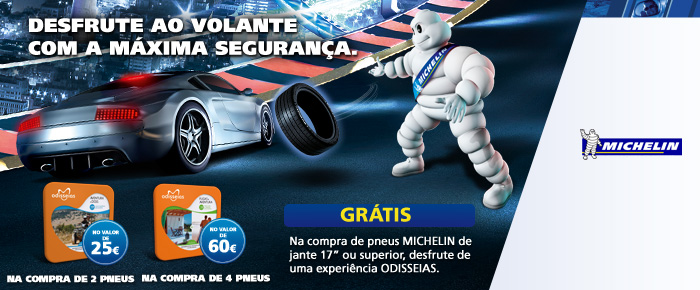 DESFRUTE AO VOLANTE
COM A MÁXIMA SEGURANÇA.
MICHELIN
odisseias
NO VALOR
DE
25€
odisseias
NO VALOR
DE
60€
NA COMPRA DE 2 PNEUS
NA COMPRA DE 4 PNEUS
GRÁTIS
Na compra de pneus MICHELIN de
jante 17” ou superior, desfrute de
uma experiência ODISSEIAS.
MICHELIN